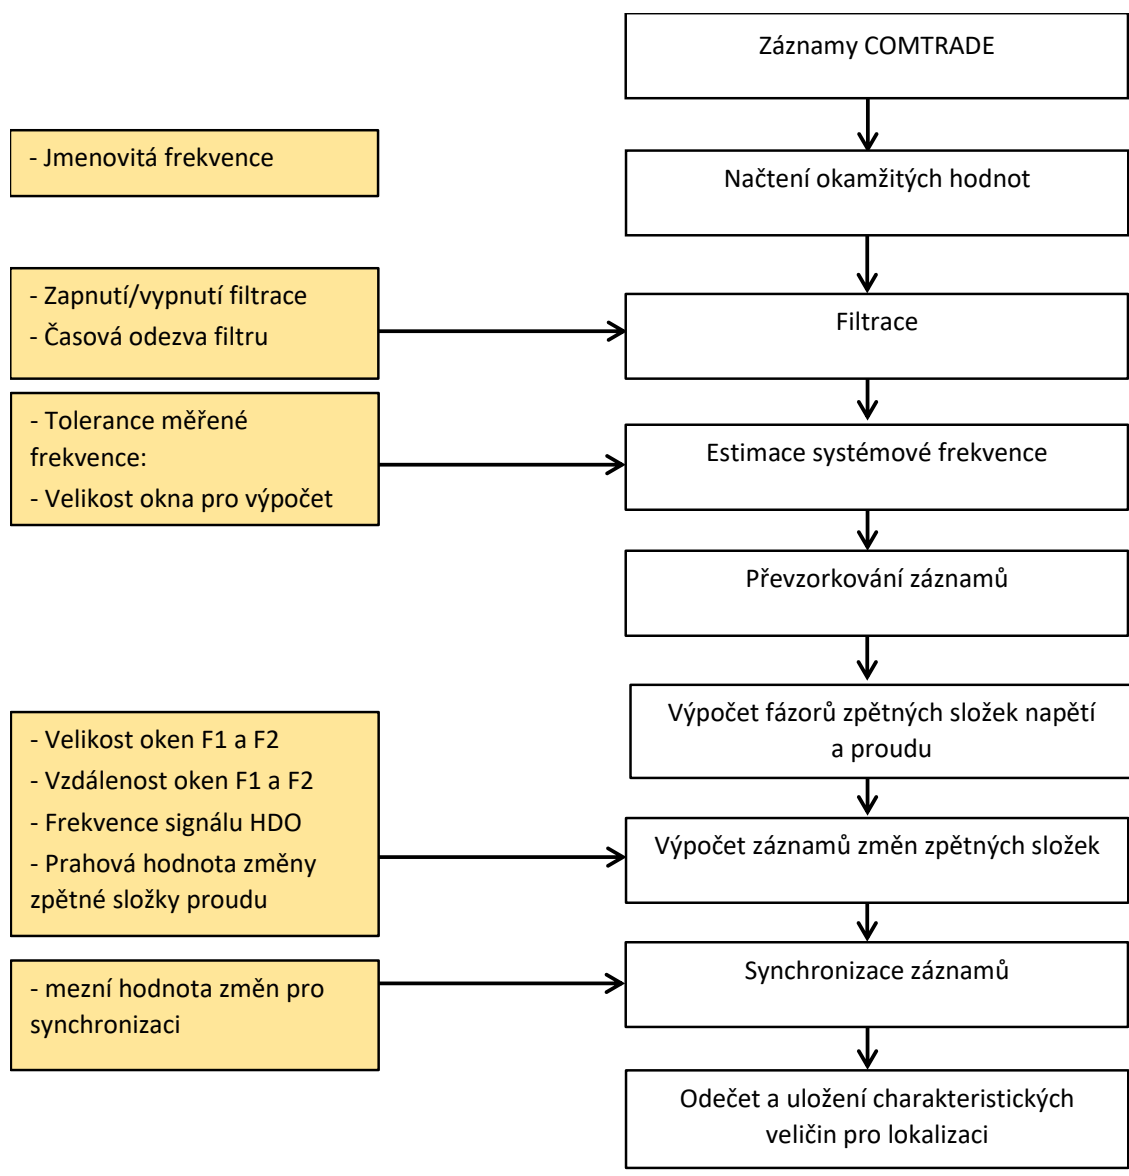 Záznamy COMTRADE
- Jmenovitá frekvence
Načtení okamžitých hodnot
- Zapnutí/vypnutí filtrace
- Časová odezva filtru
Filtrace
- Tolerance měřené
frekvence:
- Velikost okna pro výpočet
Estimace systémové frekvence
Převzorkování záznamů
Výpočet fázorů zpětných složek napětí
a proudu
- Velikost oken F1 a F2
- Vzdálenost oken F1 a F2
- Frekvence signálu HDO
- Prahová hodnota změny
zpětné složky proudu
Výpočet záznamů změn zpětných složek
- mezní hodnota změn pro
synchronizaci
Synchronizace záznamů
Odečet a uložení charakteristických
veličin pro lokalizaci